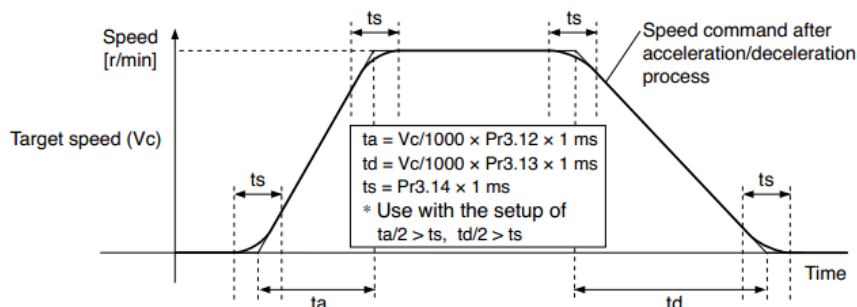 ts
ts
Speed
[r/min]
Speed command after
acceleration/deceleration
process
Target speed (Vc)
ta = Vc/1000 × Pr3.12 × 1 ms
td = Vc/1000 × Pr3.13 × 1 ms
ts = Pr3.14 × 1 ms
* Use with the setup of
ta/2 > ts, td/2 > ts
ts
ts
Time
ta
td